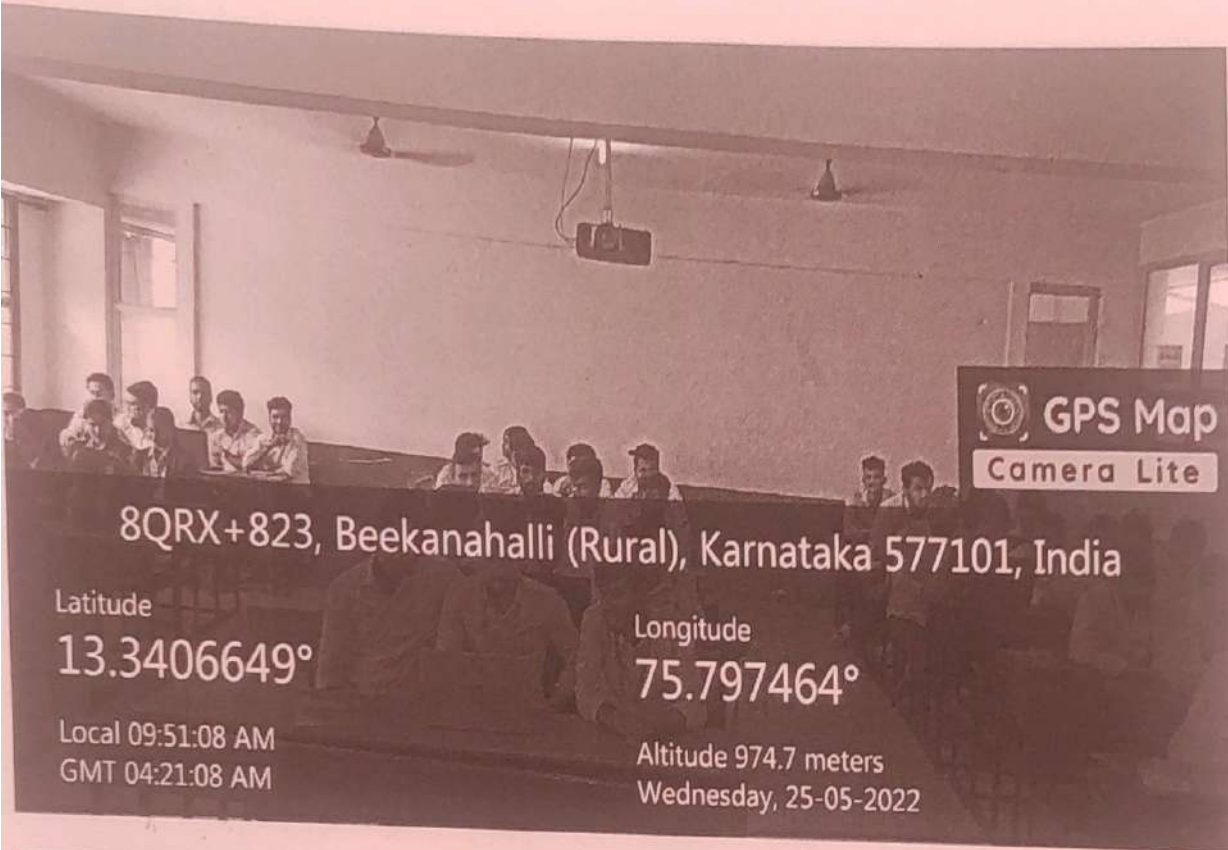 GPS Map
Camera Lite
8QRX+823, Beekanahalli (Rural), Karnataka 577101, India
Latitude
13.3406649°
Longitude
75.797464°
Local 09:51:08 AM
GMT 04:21:08 AM
Altitude 974.7 meters
Wednesday, 25-05-2022